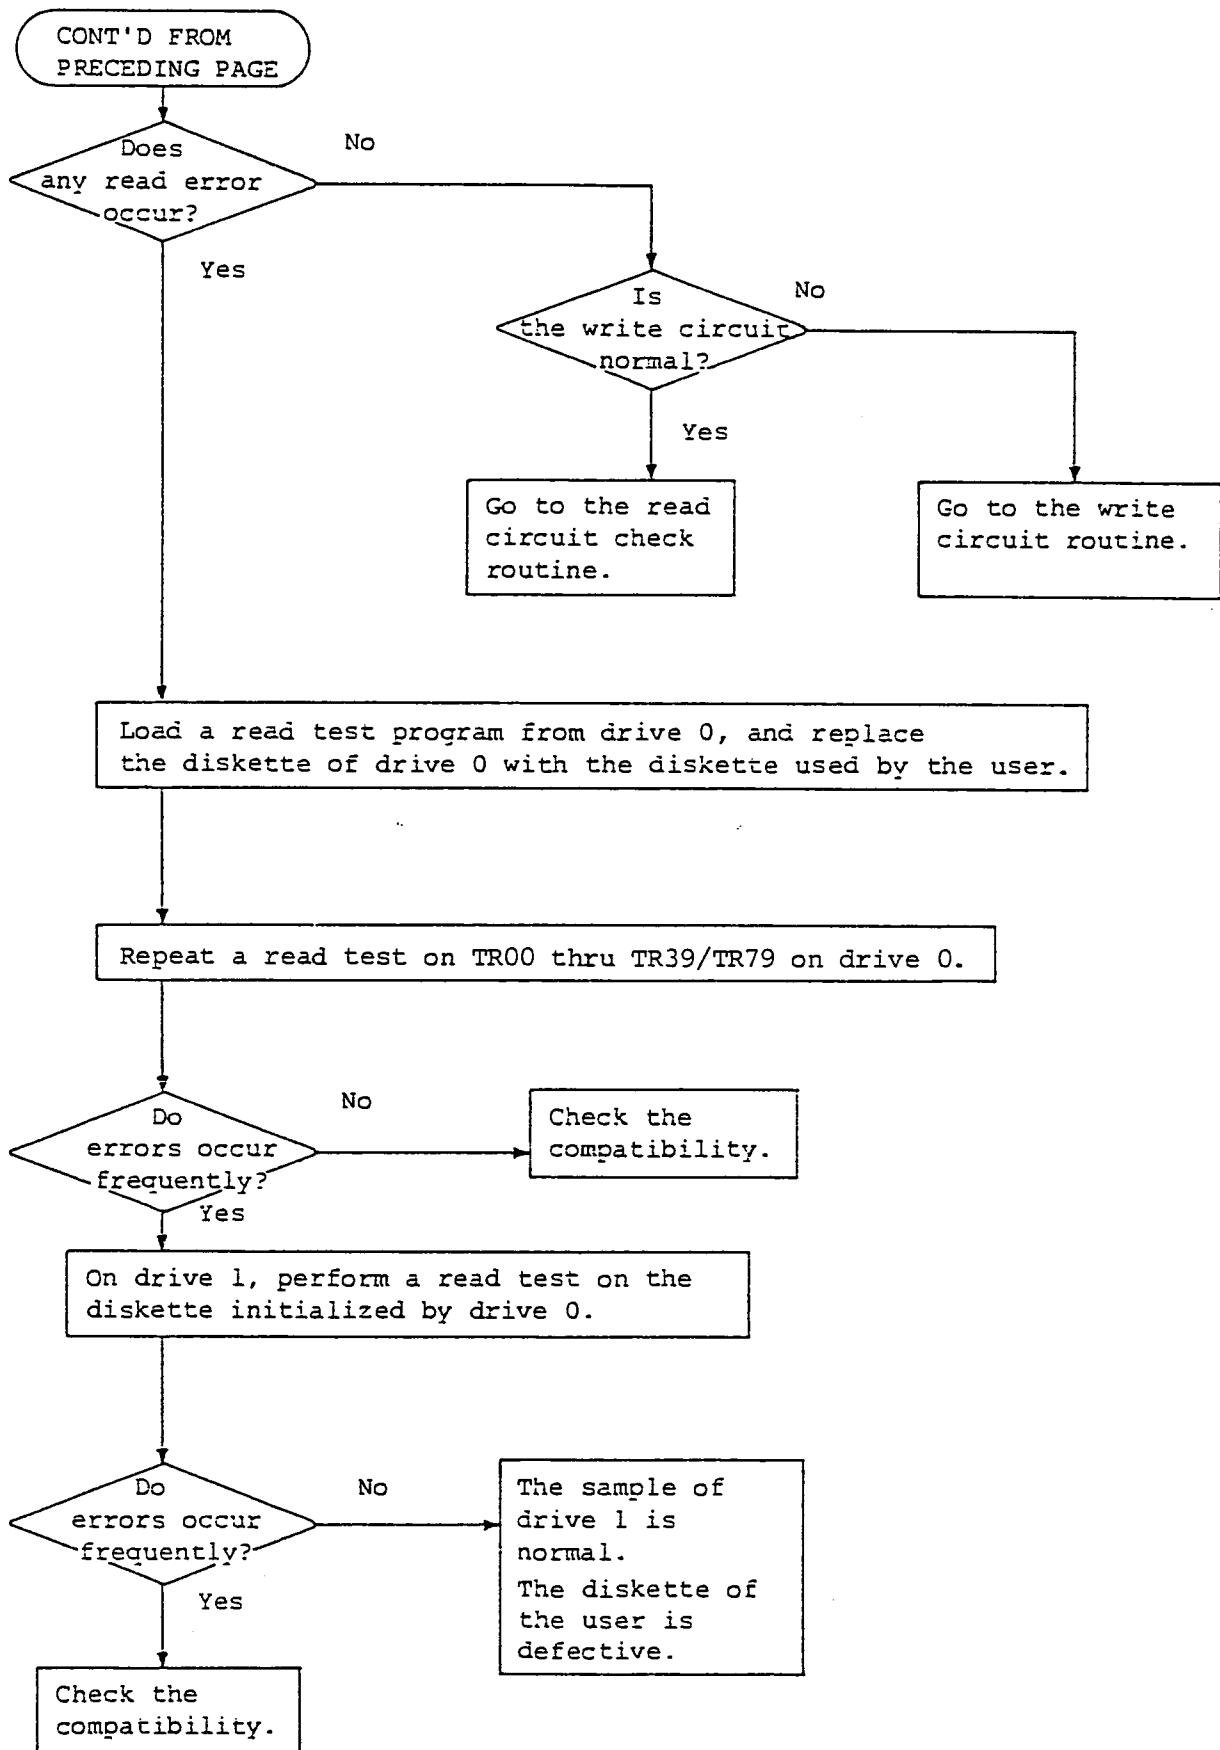 CONT'D FROM
PRECEDING PAGE
Does
any read error
occur?
No
Yes
Is
the write circuit
normal?
No
Yes
Go to the read
circuit check
routine.
Go to the write
circuit routine.
Load a read test program from drive 0, and replace
the diskette of drive 0 with the diskette used by the user.
Repeat a read test on TR00 thru TR39/TR79 on drive 0.
Do
errors occur
frequently?
No
Yes
Check the
compatibility.
On drive 1, perform a read test on the
diskette initialized by drive 0.
Do
errors occur
frequently?
No
Yes
The sample of
drive 1 is
normal.
The diskette of
the user is
defective.
Check the
compatibility.